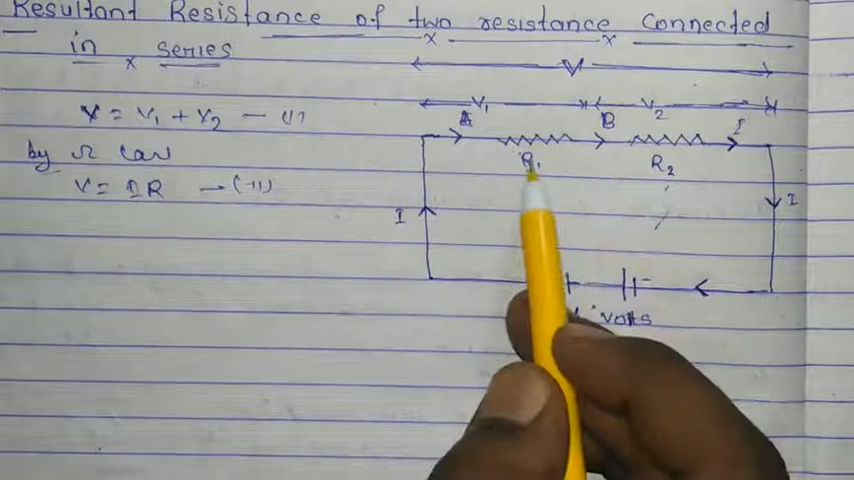 Resultant Resistance of two resistance Connected
in series
V
V = V₁ + V₂ — (i)
V₁ V₂
A B I
by Ω law
R₁ R₂
V = IR → (ii)
I I
volts